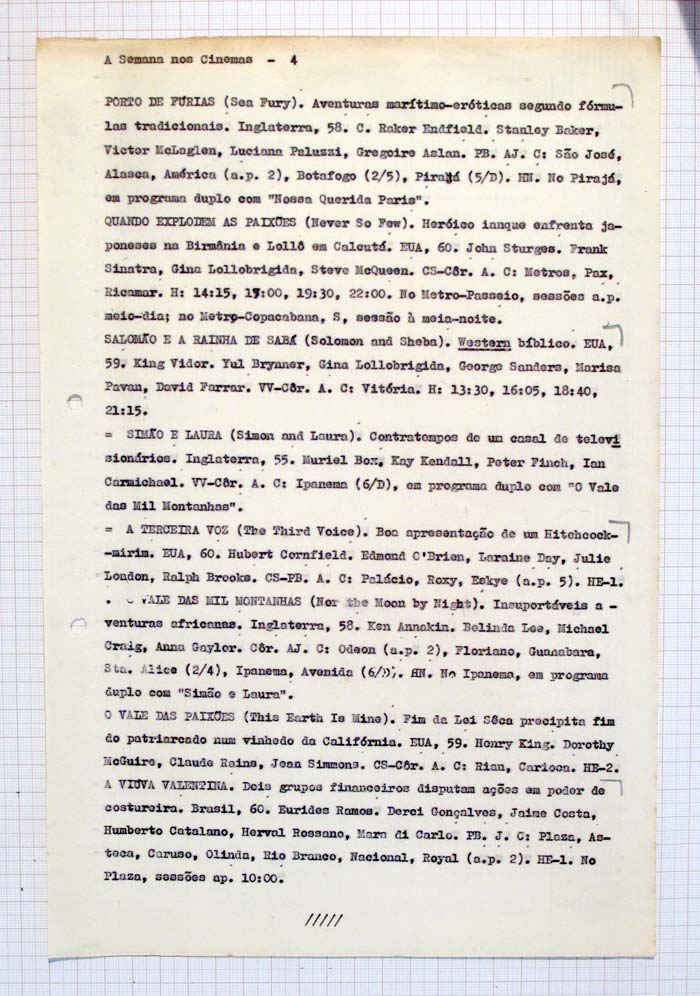 A Semana nos Cinemas - 4
PORTO DE FÚRIAS (Sea Fury). Aventuras marítimo-eróticas segundo fórmu-
las tradicionais. Inglaterra, 58. C. Raker Endfield. Stanley Baker,
Victor McLaglen, Luciana Paluzzi, Gregoire Aslan. PB. AJ. C: São José,
Alasca, América (a.p. 2), Botafogo (2/5), Pirajá (5/D). HN. No Pirajá,
em programa duplo com "Nossa Querida Paris".
QUANDO EXPLODEM AS PAIXÕES (Never So Few). Heróico ianque enfrenta ja-
poneses na Birmânia e Lollô em Calcutá. EUA, 60. John Sturges. Frank
Sinatra, Gina Lollobrigida, Steve McQueen. CS-Côr. A. C: Metros, Pax,
Ricamar. H: 14:15, 17:00, 19:30, 22:00. No Metro-Passeio, sessões a.p.
meio-dia; no Metro-Copacabana, S, sessão à meia-noite.
SALOMÃO E A RAINHA DE SABÁ (Solomon and Sheba). Western bíblico. EUA,
59. King Vidor. Yul Brynner, Gina Lollobrigida, George Sanders, Marisa
Pavan, David Farrar. VV-Côr. A. C: Vitória. H: 13:30, 16:05, 18:40,
21:15.
= SIMÃO E LAURA (Simon and Laura). Contratempos de um casal de televi
sionários. Inglaterra, 55. Muriel Box, Kay Kendall, Peter Finch, Ian
Carmichael. VV-Côr. A. C: Ipanema (6/D), em programa duplo com "O Vale
das Mil Montanhas".
= A TERCEIRA VOZ (The Third Voice). Boa apresentação de um Hitchcock-
-mirim. EUA, 60. Hubert Cornfield. Edmond O'Brien, Laraine Day, Julie
London, Ralph Brooks. CS-PB. A. C: Palácio, Roxy, Eskye (a.p. 5). HE-1.
VALE DAS MIL MONTANHAS (Nor the Moon by Night). Insuportáveis a -
venturas africanas. Inglaterra, 58. Ken Annakin. Belinda Lee, Michael
Craig, Anna Gaylor. Côr. AJ. C: Odeon (a.p. 2), Floriano, Guanabara,
Sta. Alice (2/4), Ipanema, Avenida (6/D). HN. No Ipanema, em programa
duplo com "Simão e Laura".
O VALE DAS PAIXÕES (This Earth Is Mine). Fim da Lei Sêca precipita fim
do patriarcado num vinhedo da Califórnia. EUA, 59. Henry King. Dorothy
McGuire, Claude Rains, Jean Simmons. CS-Côr. A. C: Rian, Carioca. HE-2.
A VIÚVA VALENTINA. Dois grupos financeiros disputam ações em poder de
costureira. Brasil, 60. Eurides Ramos. Derci Gonçalves, Jaime Costa,
Humberto Catalano, Herval Rossano, Mara di Carlo. PB. J. C: Plaza, As-
teca, Caruso, Olinda, Rio Branco, Nacional, Royal (a.p. 2). HE-1. No
Plaza, sessões ap. 10:00.
/////